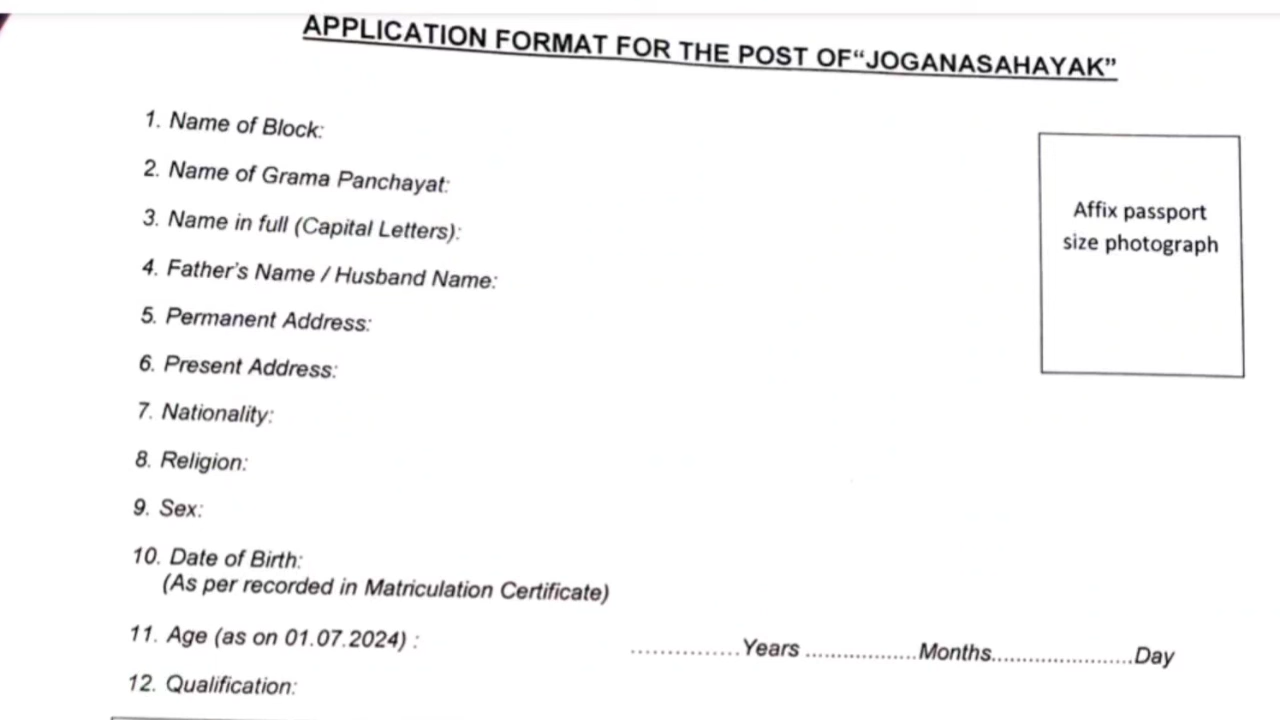 APPLICATION FORMAT FOR THE POST OF“JOGANASAHAYAK”
1. Name of Block:
2. Name of Grama Panchayat:
3. Name in full (Capital Letters):
Affix passport
size photograph
4. Father’s Name / Husband Name:
5. Permanent Address:
6. Present Address:
7. Nationality:
8. Religion:
9. Sex:
10. Date of Birth:
(As per recorded in Matriculation Certificate)
11. Age (as on 01.07.2024) : ................Years .................Months......................Day
12. Qualification: